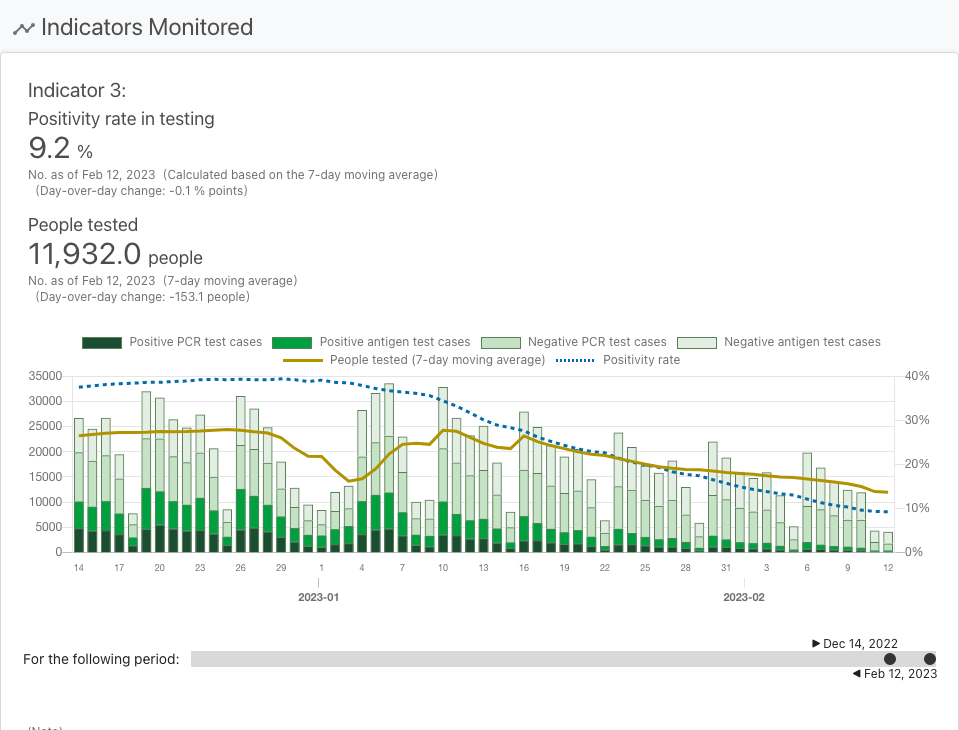 Indicators Monitored
Indicator 3:
Positivity rate in testing
9.2 %
No. as of Feb 12, 2023 (Calculated based on the 7-day moving average)
(Day-over-day change: -0.1 % points)
People tested
11,932.0 people
No. as of Feb 12, 2023 (7-day moving average)
(Day-over-day change: -153.1 people)
Positive PCR test cases Positive antigen test cases Negative PCR test cases Negative antigen test cases
People tested (7-day moving average) Positivity rate
35000 40%
30000
25000 30%
20000
15000 20%
10000 10%
5000
0 0%
14 17 20 23 26 29 1 4 7 10 13 16 19 22 25 28 31 3 6 9 12
2023-01 2023-02
▶ Dec 14, 2022
For the following period:
◀ Feb 12, 2023